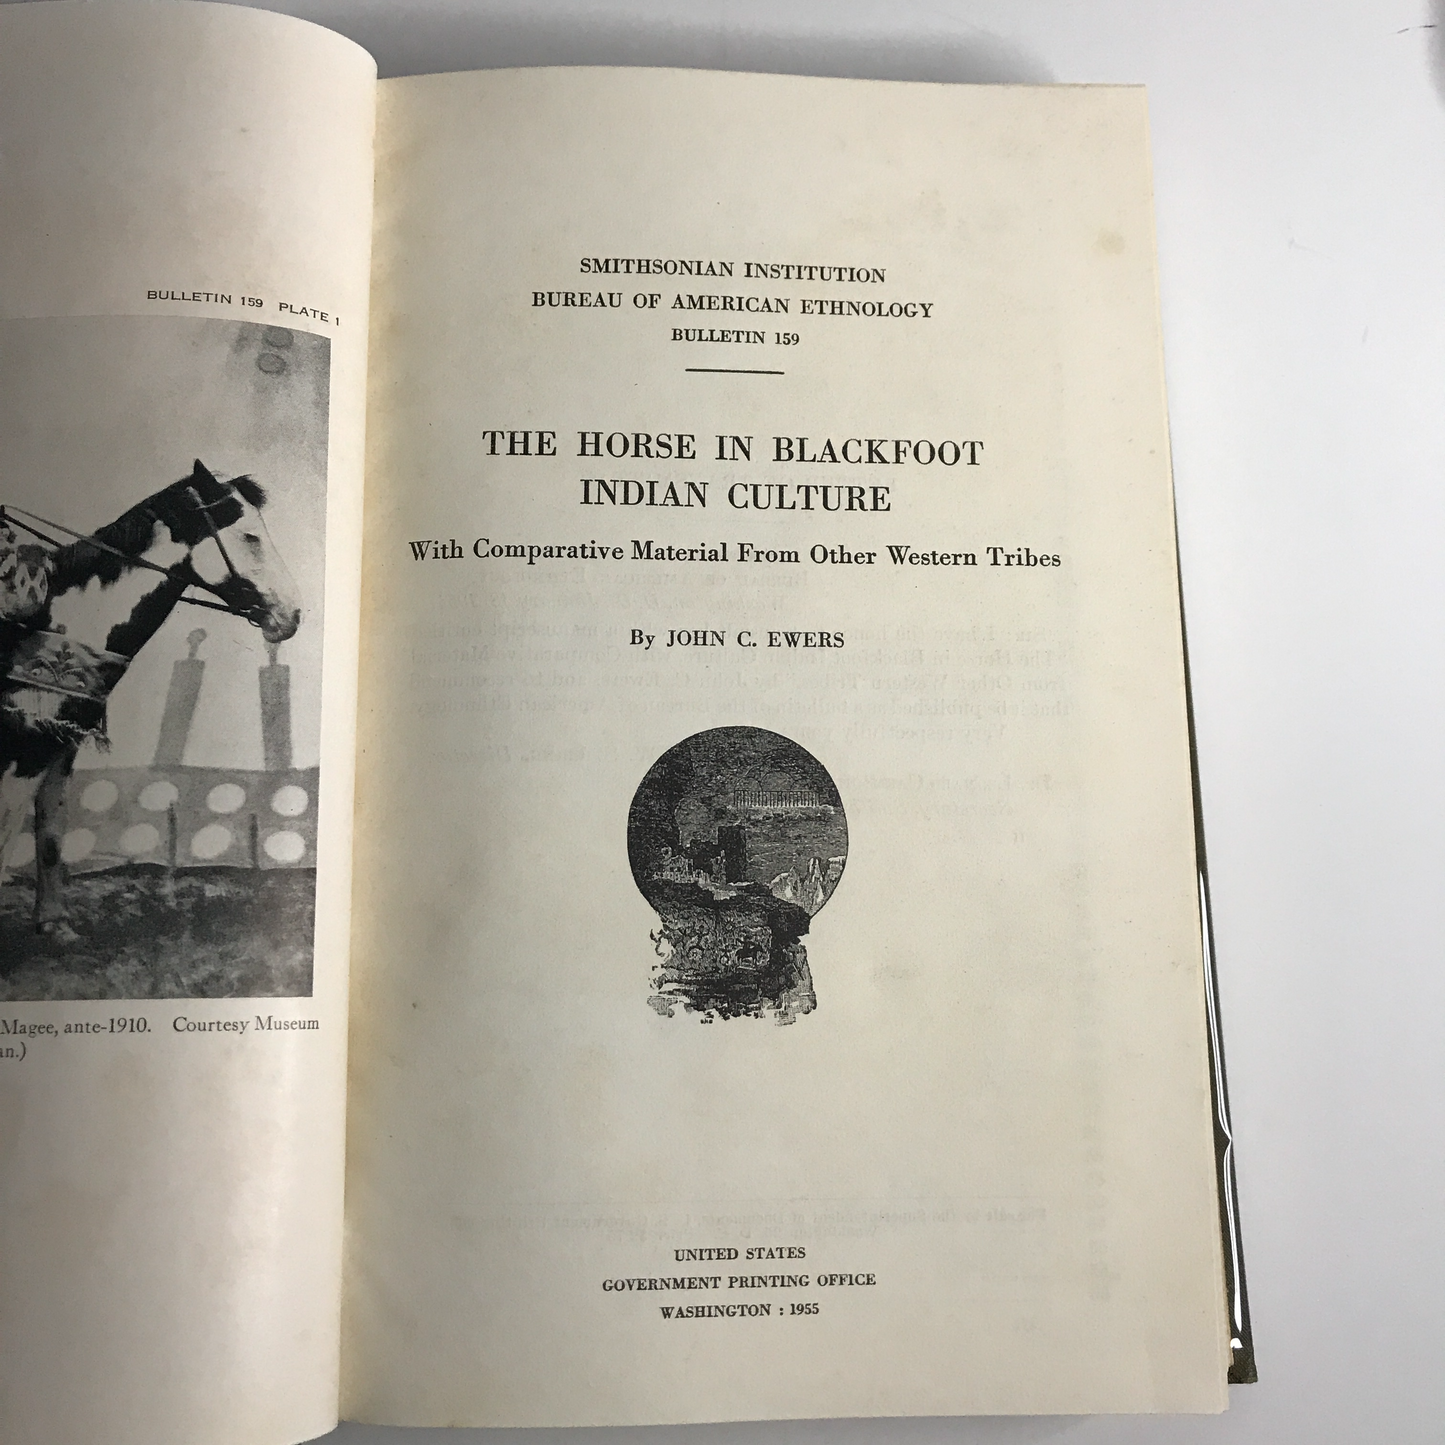 BULLETIN 159 PLATE 1
Magee, ante-1910. Courtesy Museum
an.)
SMITHSONIAN INSTITUTION
BUREAU OF AMERICAN ETHNOLOGY
BULLETIN 159
THE HORSE IN BLACKFOOT
INDIAN CULTURE
With Comparative Material From Other Western Tribes
By JOHN C. EWERS
UNITED STATES
GOVERNMENT PRINTING OFFICE
WASHINGTON : 1955